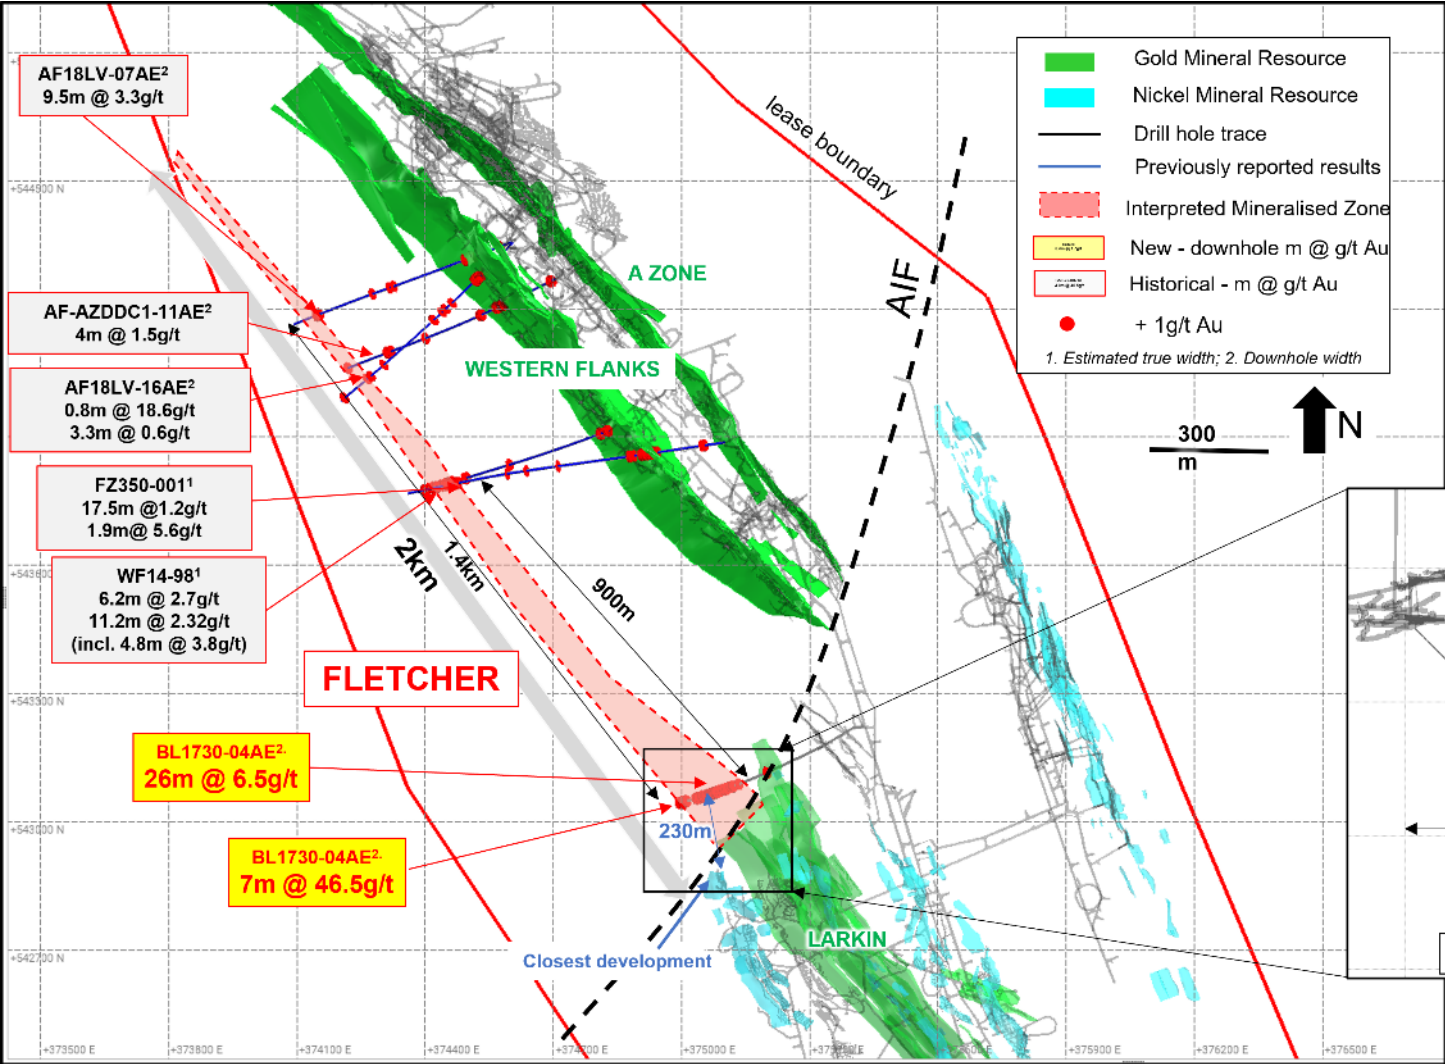 AF18LV-07AE²
9.5m @ 3.3g/t
AF-AZDDC1-11AE²
4m @ 1.5g/t
AF18LV-16AE²
0.8m @ 18.6g/t
3.3m @ 0.6g/t
FZ350-001¹
17.5m @1.2g/t
1.9m@ 5.6g/t
WF14-98¹
6.2m @ 2.7g/t
11.2m @ 2.32g/t
(incl. 4.8m @ 3.8g/t)
FLETCHER
BL1730-04AE²·
26m @ 6.5g/t
BL1730-04AE²·
7m @ 46.5g/t
A ZONE
WESTERN FLANKS
LARKIN
lease boundary
AIF
2km
1.4km
900m
230m
Closest development
Gold Mineral Resource
Nickel Mineral Resource
Drill hole trace
Previously reported results
Interpreted Mineralised Zone
New - downhole m @ g/t Au
Historical - m @ g/t Au
+ 1g/t Au
1. Estimated true width; 2. Downhole width
300
m
N
+543300 N
+543000 N
+542700 N
+373500 E
+373800 E
+374100 E
+374400 E
+375000 E
+375900 E
+376200 E
+376500 E